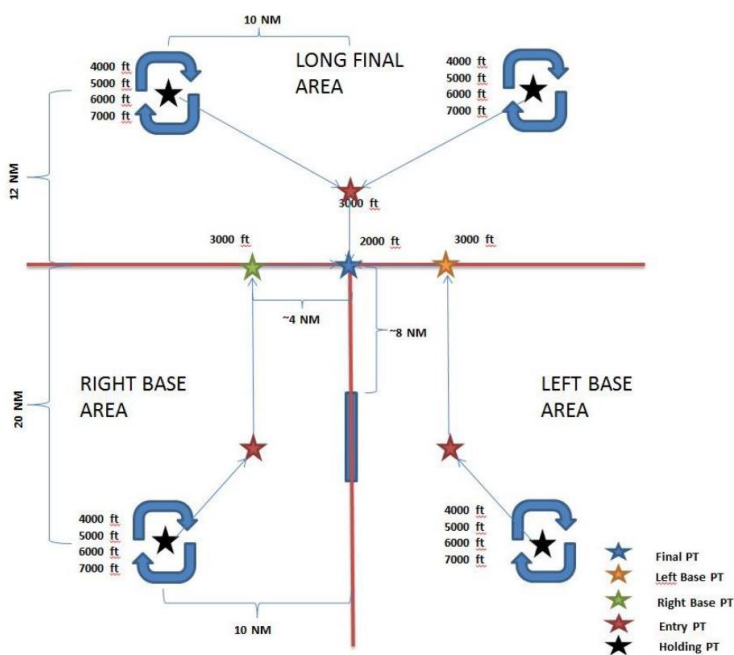 10 NM
LONG FINAL
AREA
4000 ft
5000 ft
6000 ft
7000 ft
4000 ft
5000 ft
6000 ft
7000 ft
12 NM
3000 ft
3000 ft
2000 ft
3000 ft
~4 NM
~8 NM
20 NM
RIGHT BASE
AREA
LEFT BASE
AREA
4000 ft
5000 ft
6000 ft
7000 ft
4000 ft
5000 ft
6000 ft
7000 ft
10 NM
Final PT
Left Base PT
Right Base PT
Entry PT
Holding PT